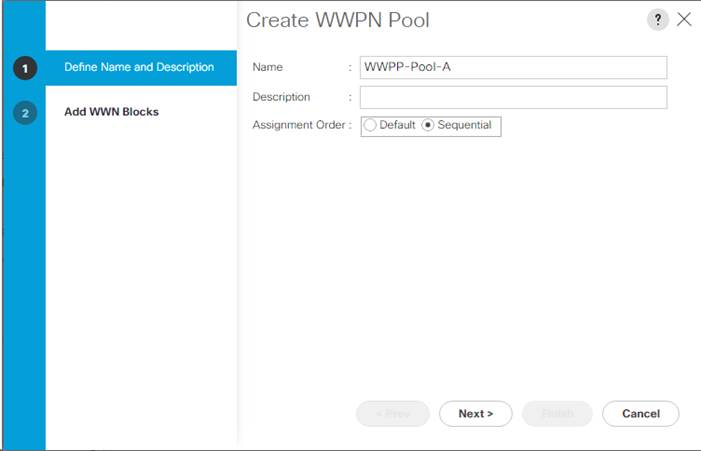 Create WWPN Pool
? ×
1 Define Name and Description
2 Add WWN Blocks
Name : WWPP-Pool-A
Description :
Assignment Order : Default Sequential
< Prev Next > Finish Cancel